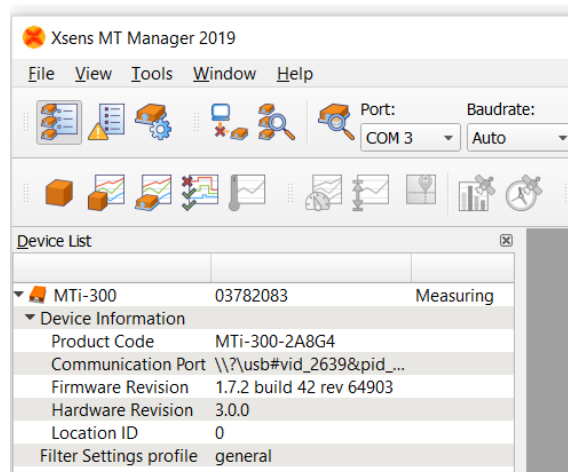 Xsens MT Manager 2019
File View Tools Window Help
Port: Baudrate:
COM 3 Auto
Device List
MTi-300 03782083 Measuring
Device Information
Product Code MTi-300-2A8G4
Communication Port \\?\usb#vid_2639&pid_...
Firmware Revision 1.7.2 build 42 rev 64903
Hardware Revision 3.0.0
Location ID 0
Filter Settings profile general